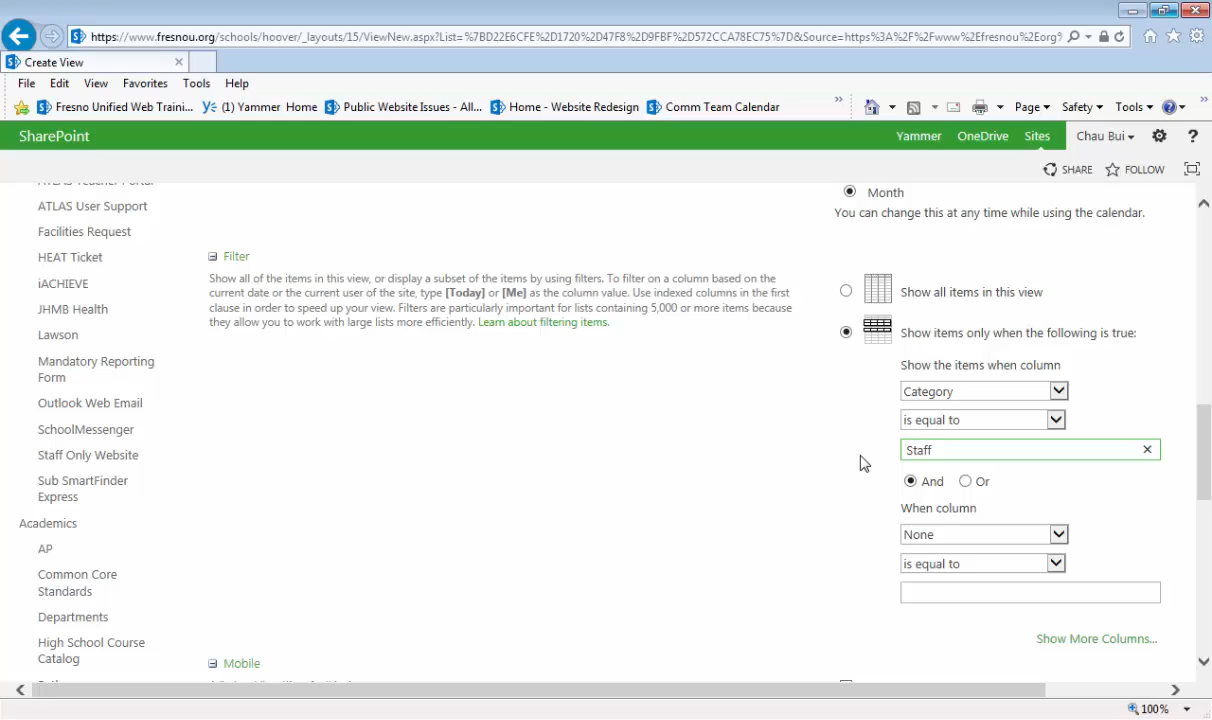 https://www.fresnou.org/schools/hoover/_layouts/15/ViewNew.aspx?List=%7BD22E6CFE%2D1720%2D47F8%2D9FBF%2D572CCA78EC75%7D&Source=https%3A%2F%2Fwww%2Efresnou%2Eorg%
Create View
File Edit View Favorites Tools Help
Fresno Unified Web Traini... (1) Yammer Home Public Website Issues - All... Home - Website Redesign Comm Team Calendar » Page Safety Tools »
SharePoint Yammer OneDrive Sites Chau Bui ?
SHARE FOLLOW
ATLAS User Support
Facilities Request
HEAT Ticket
iACHIEVE
JHMB Health
Lawson
Mandatory Reporting
Form
Outlook Web Email
SchoolMessenger
Staff Only Website
Sub SmartFinder
Express
Academics
AP
Common Core
Standards
Departments
High School Course
Catalog
Filter
Show all of the items in this view, or display a subset of the items by using filters. To filter on a column based on the
current date or the current user of the site, type [Today] or [Me] as the column value. Use indexed columns in the first
clause in order to speed up your view. Filters are particularly important for lists containing 5,000 or more items because
they allow you to work with large lists more efficiently. Learn about filtering items.
Mobile
Month
You can change this at any time while using the calendar.
Show all items in this view
Show items only when the following is true:
Show the items when column
Category
is equal to
Staff
And Or
When column
None
is equal to
Show More Columns...
100%